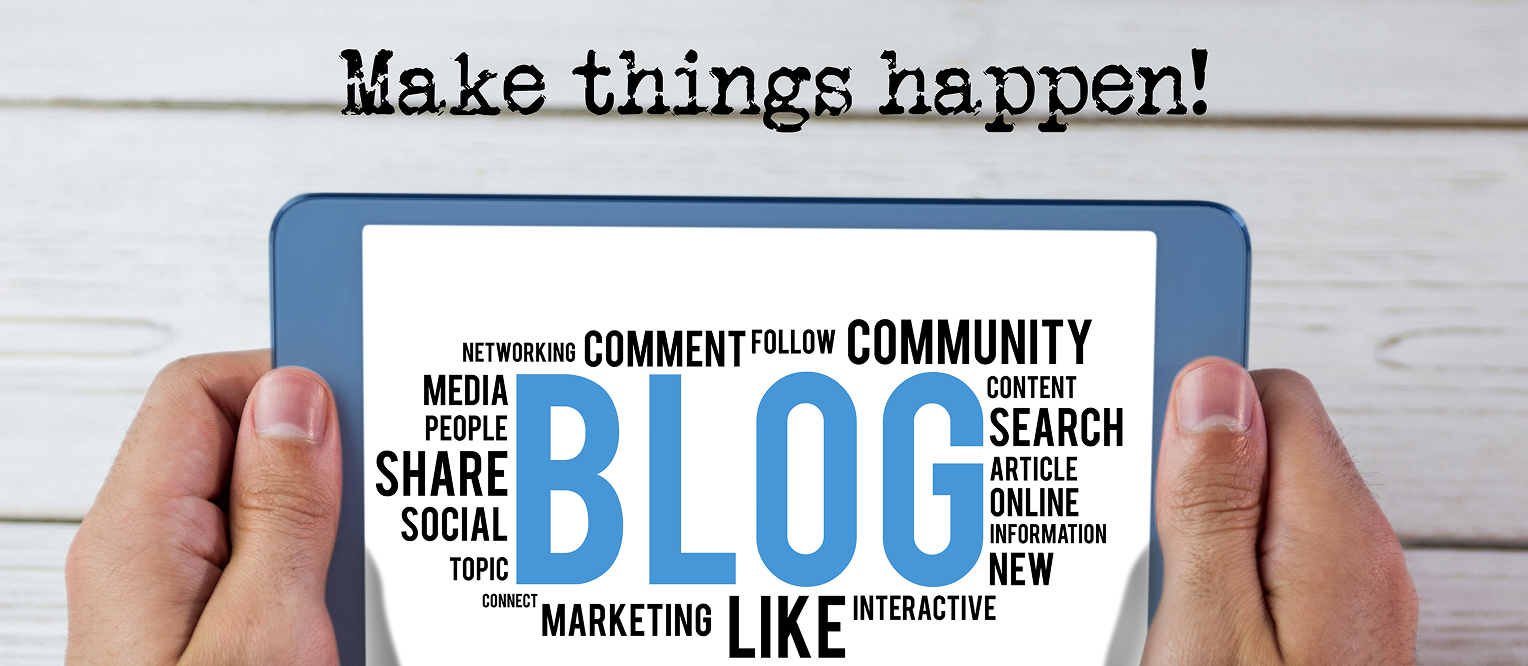 Make things happen!
NETWORKING COMMENT FOLLOW COMMUNITY
MEDIA
PEOPLE
SHARE
SOCIAL
TOPIC
BLOG
CONTENT
SEARCH
ARTICLE
ONLINE
INFORMATION
NEW
CONNECT MARKETING LIKE INTERACTIVE